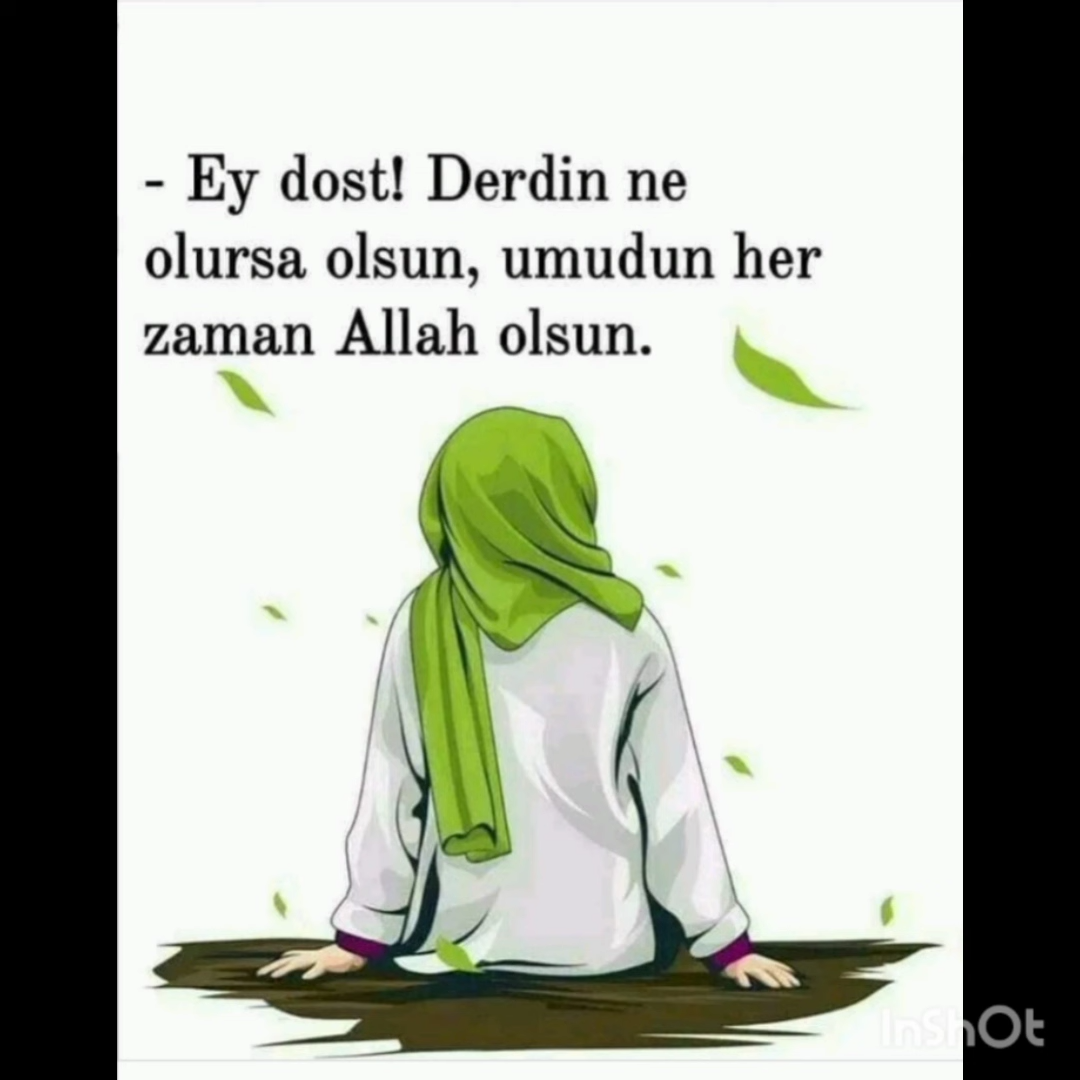 - Ey dost! Derdin ne
olursa olsun, umudun her
zaman Allah olsun.
InShOt